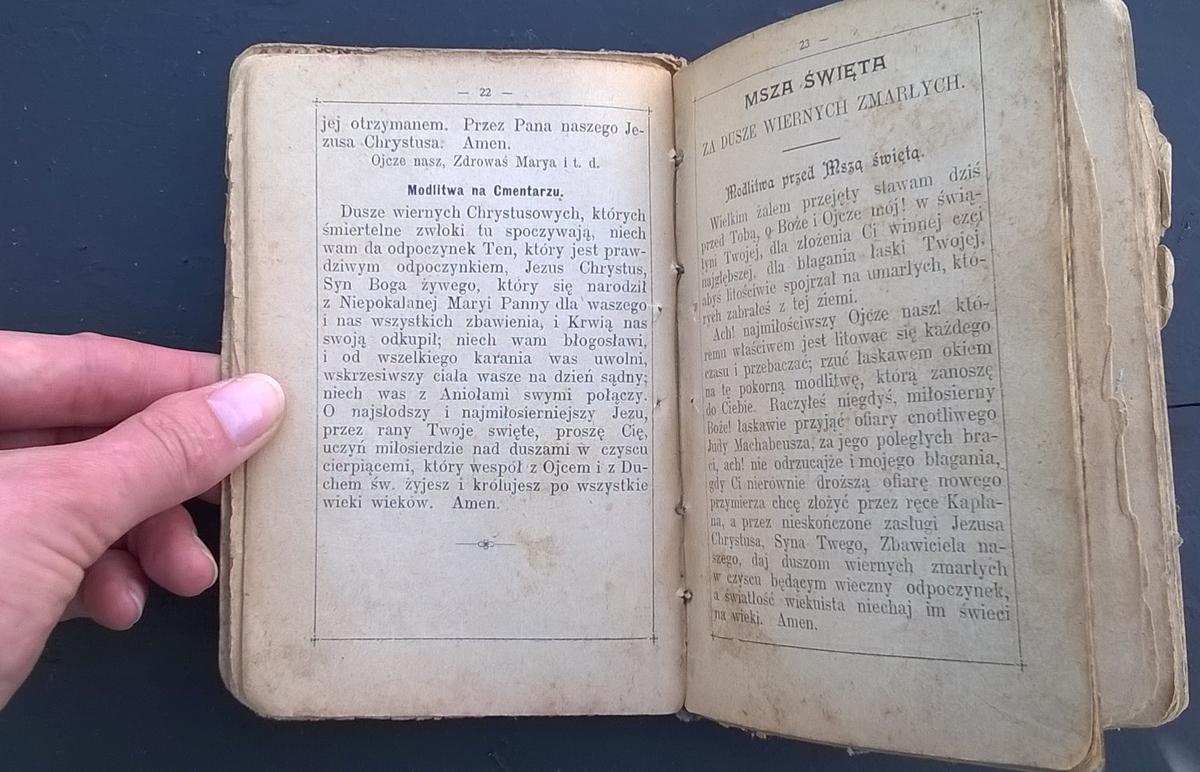 — 22 —
jej otrzymanem. Przez Pana naszego Je-
zusa Chrystusa. Amen.
Ojcze nasz, Zdrowaś Marya i t. d.
Modlitwa na Cmentarzu.
Dusze wiernych Chrystusowych, których
śmiertelne zwłoki tu spoczywają, niech
wam da odpoczynek Ten, który jest praw-
dziwym odpoczynkiem, Jezus Chrystus,
Syn Boga żywego, który się narodził
z Niepokalanej Maryi Panny dla waszego
i nas wszystkich zbawienia, i Krwią nas
swoją odkupił; niech wam błogosławi,
i od wszelkiego karania was uwolni,
wskrzesiwszy ciała wasze na dzień sądny;
niech was z Aniołami swymi połączy.
O najsłodszy i najmiłosierniejszy Jezu,
przez rany Twoje święte, proszę Cię,
uczyń miłosierdzie nad duszami w czyscu
cierpiącemi, który wespół z Ojcem i z Du-
chem św. żyjesz i królujesz po wszystkie
wieki wieków. Amen.
23 —
MSZA ŚWIĘTA
ZA DUSZE WIERNYCH ZMARŁYCH.
Modlitwa przed Mszą świętą.
Wielkim żalem przejęty stawam dziś
przed Tobą, o Boże i Ojcze mój! w świą-
tyni Twojej, dla złożenia Ci winnej czci
najgłębszej, dla błagania łaski Twojej,
abyś litościwie spojrzał na umarłych, któ-
rych zabrałeś z tej ziemi.
Ach! najmiłościwszy Ojcze nasz! któ-
remu właściwem jest litować się każdego
czasu i przebaczać; rzuć łaskawem okiem
na tę pokorną modlitwę, którą zanoszę
do Ciebie. Raczyłeś niegdyś, miłosierny
Boże! łaskawie przyjąć ofiary cnotliwego
Judy Machabeusza, za jego poległych bra-
ci, ach! nie odrzucajże i mojego błagania,
gdy Ci nierównie droższą ofiarę nowego
przymierza chcę złożyć przez ręce Kapła-
na, a przez nieskończone zasługi Jezusa
Chrystusa, Syna Twego, Zbawiciela na-
szego, daj duszom wiernych zmarłych
w czyscu będącym wieczny odpoczynek,
a światłość wiekuista niechaj im świeci
na wieki. Amen.